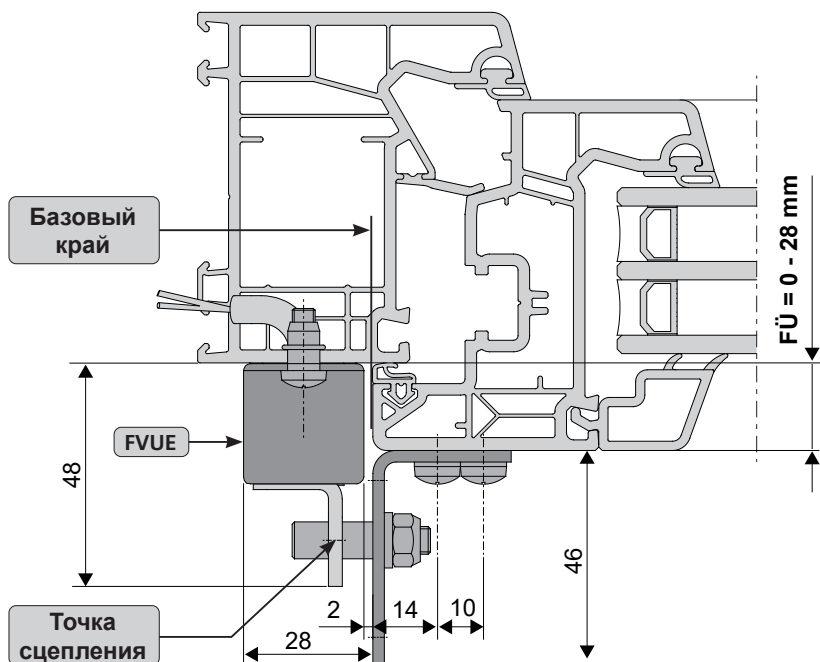 Базовый
край
FÜ = 0 - 28 mm
FVUE
48
46
2
14
10
28
Точка
сцепления